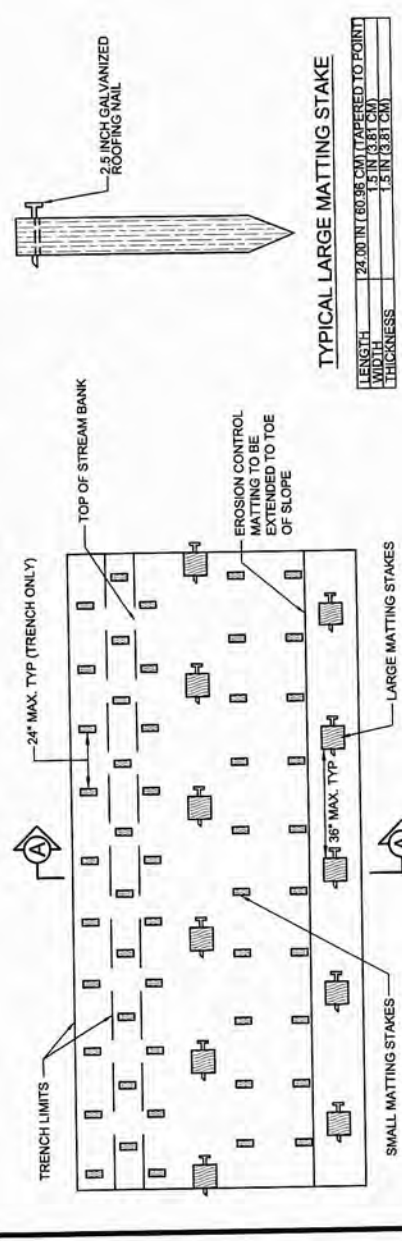 TRENCH LIMITS
24" MAX. TYP (TRENCH ONLY)
TOP OF STREAM BANK
EROSION CONTROL
MATTING TO BE
EXTENDED TO TOE
OF SLOPE
A
A
36" MAX. TYP
SMALL MATTING STAKES
LARGE MATTING STAKES
2.5 INCH GALVANIZED
ROOFING NAIL
TYPICAL LARGE MATTING STAKE
LENGTH 24.00 IN ( 60.96 CM) (TAPERED TO POINT)
WIDTH 1.5 IN (3.81 CM)
THICKNESS 1.5 IN (3.81 CM)